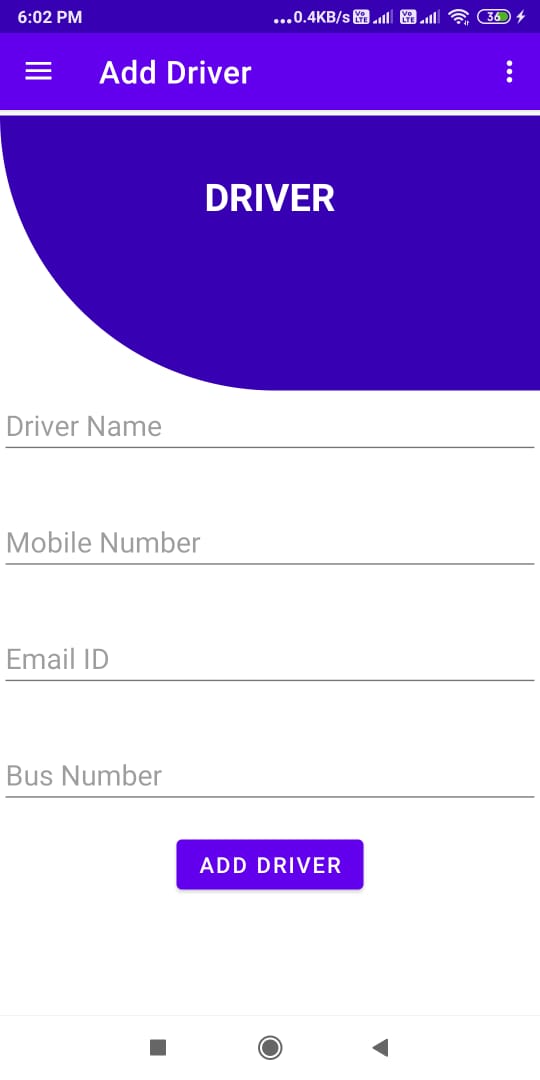 6:02 PM ...0.4KB/s Vo LTE Vo LTE 36
Add Driver
DRIVER
Driver Name
Mobile Number
Email ID
Bus Number
ADD DRIVER